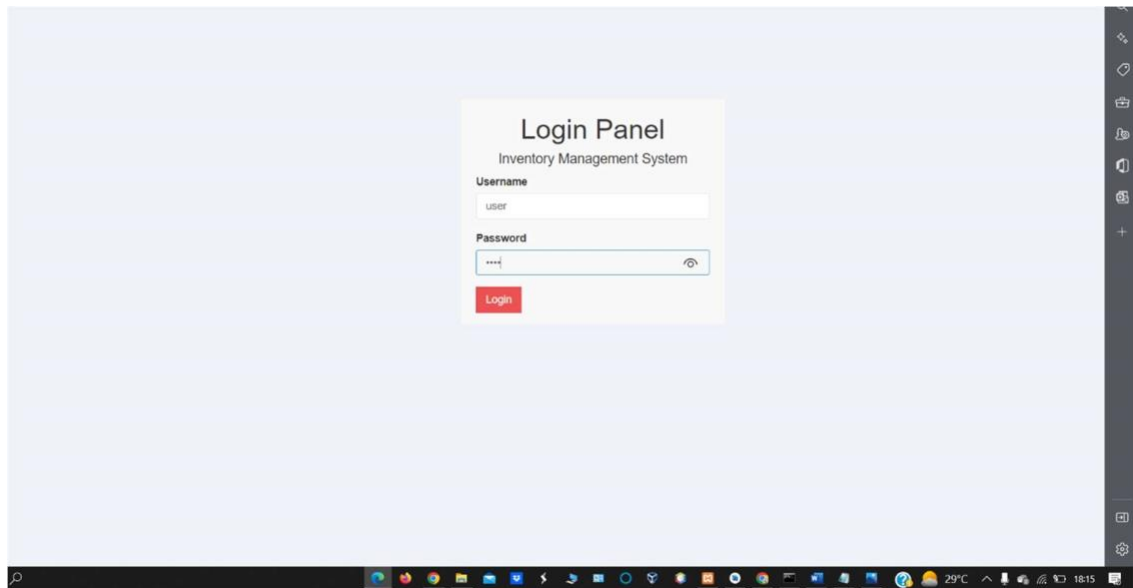 Login Panel
Inventory Management System
Username
user
Password
••••
Login
29°C
18:15